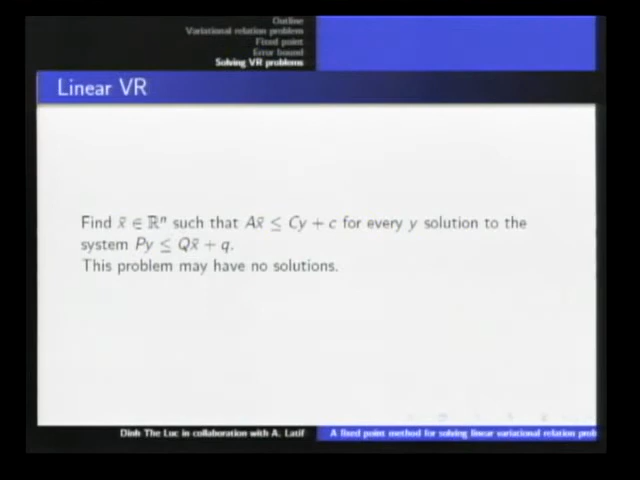 Outline
Variational relation problem
Fixed point
Error bound
Solving VR problems
Linear VR
Find x̄ ∈ ℝⁿ such that Ax̄ ≤ Cy + c for every y solution to the
system Py ≤ Qx̄ + q.
This problem may have no solutions.
Dinh The Luc in collaboration with A. Latif
A fixed point method for solving linear variational relation prob